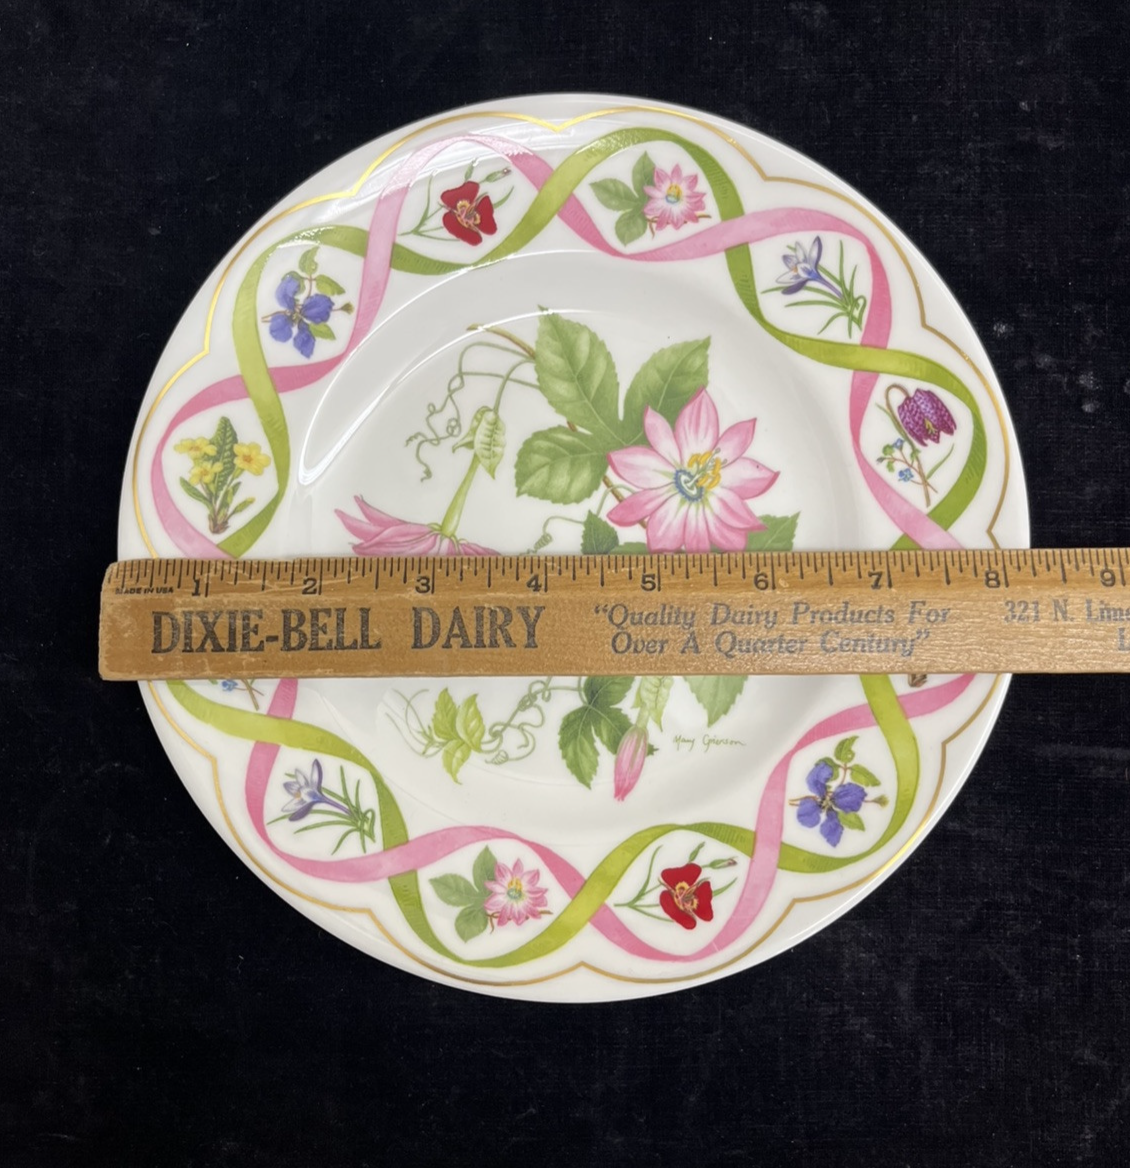 1 2 3 4 5 6 7 8 9
MADE IN USA
DIXIE-BELL DAIRY
"Quality Dairy Products For
Over A Quarter Century"
321 N. Lime
Mary Grierson